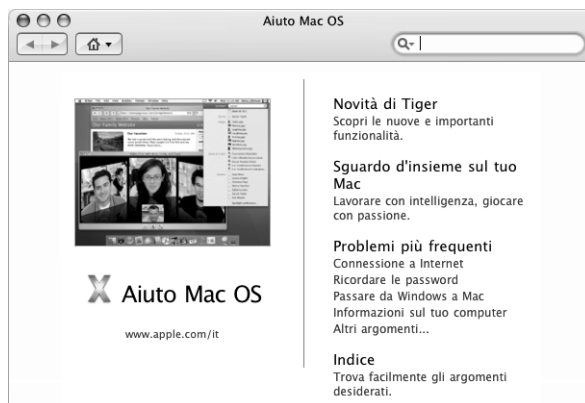 Aiuto Mac OS
Novità di Tiger
Scopri le nuove e importanti
funzionalità.
Sguardo d'insieme sul tuo
Mac
Lavorare con intelligenza, giocare
con passione.
Problemi più frequenti
Connessione a Internet
Ricordare le password
Passare da Windows a Mac
Informazioni sul tuo computer
Altri argomenti...
Indice
Trova facilmente gli argomenti
desiderati.
Aiuto Mac OS
www.apple.com/it